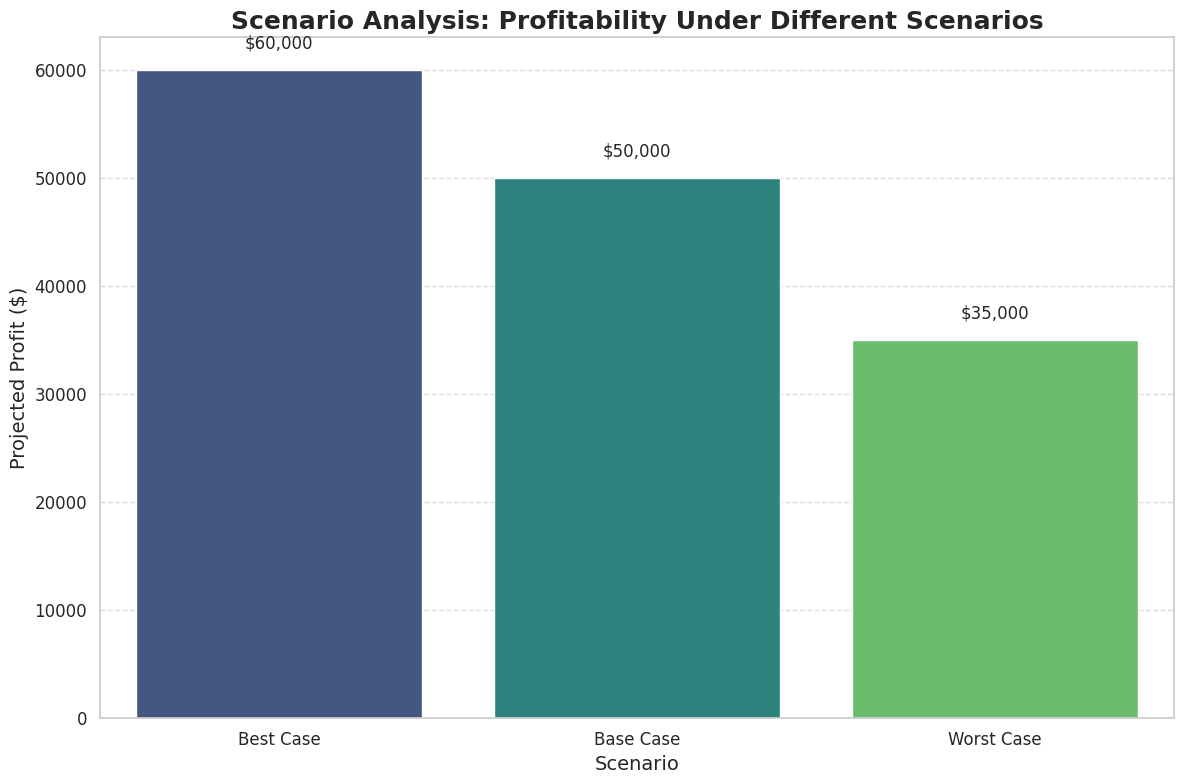 Scenario Analysis: Profitability Under Different Scenarios
$60,000
$50,000
$35,000
60000
50000
40000
30000
20000
10000
0
Projected Profit ($)
Best Case
Base Case
Worst Case
Scenario